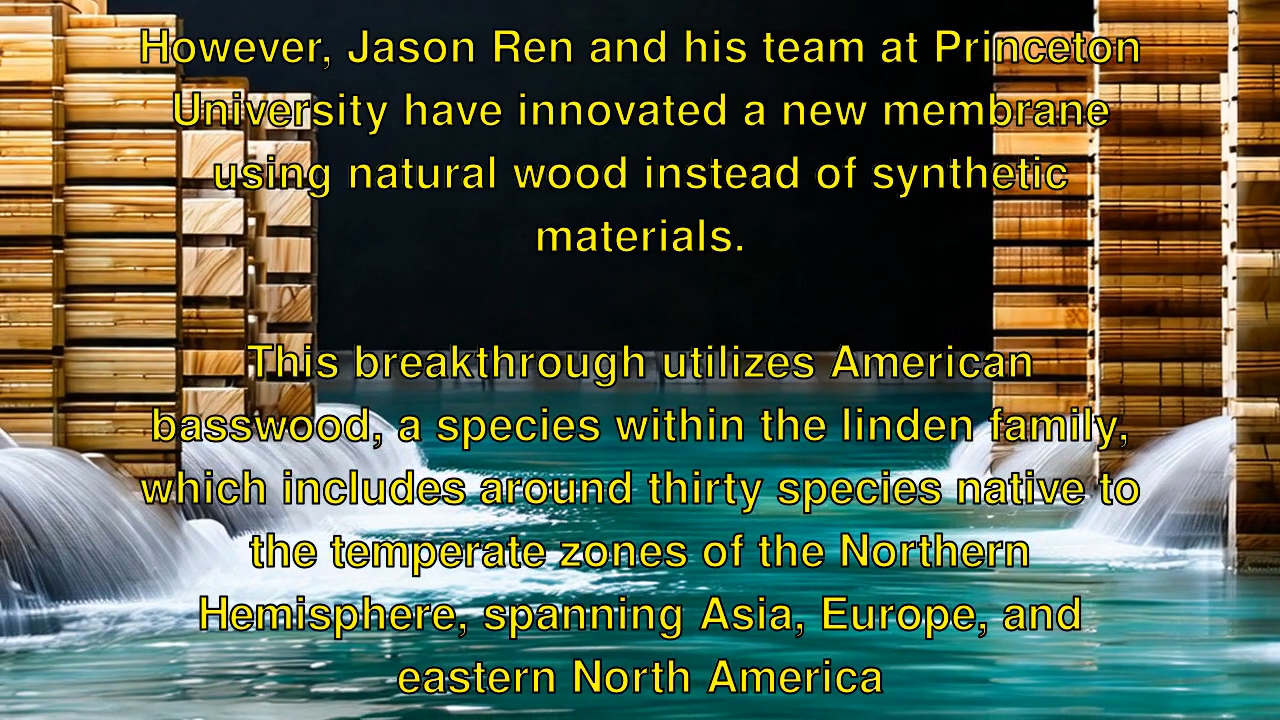 However, Jason Ren and his team at Princeton
University have innovated a new membrane
using natural wood instead of synthetic
materials.
This breakthrough utilizes American
basswood, a species within the linden family,
which includes around thirty species native to
the temperate zones of the Northern
Hemisphere, spanning Asia, Europe, and
eastern North America